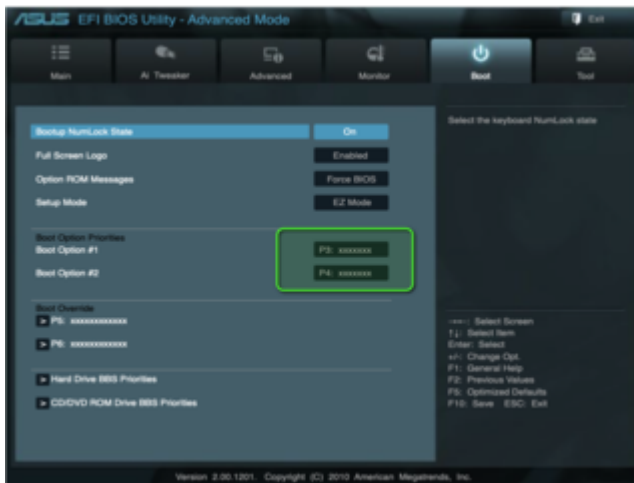 ASUS EFI BIOS Utility - Advanced Mode
Exit
Main
Ai Tweaker
Advanced
Monitor
Boot
Tool
Bootup NumLock State On
Full Screen Logo Enabled
Option ROM Messages Force BIOS
Setup Mode EZ Mode
Boot Option Priorities
Boot Option #1 P3: xxxxxxx
Boot Option #2 P4: xxxxxxx
Boot Override
> P5: xxxxxxxxxxxx
> P6: xxxxxxxxxxxx
> Hard Drive BBS Priorities
> CD/DVD ROM Drive BBS Priorities
Select the keyboard NumLock state
Select Screen
↑↓: Select Item
Enter: Select
+/-: Change Opt.
F1: General Help
F2: Previous Values
F5: Optimized Defaults
F10: Save ESC: Exit
Version 2.00.1201. Copyright (C) 2010 American Megatrends, Inc.